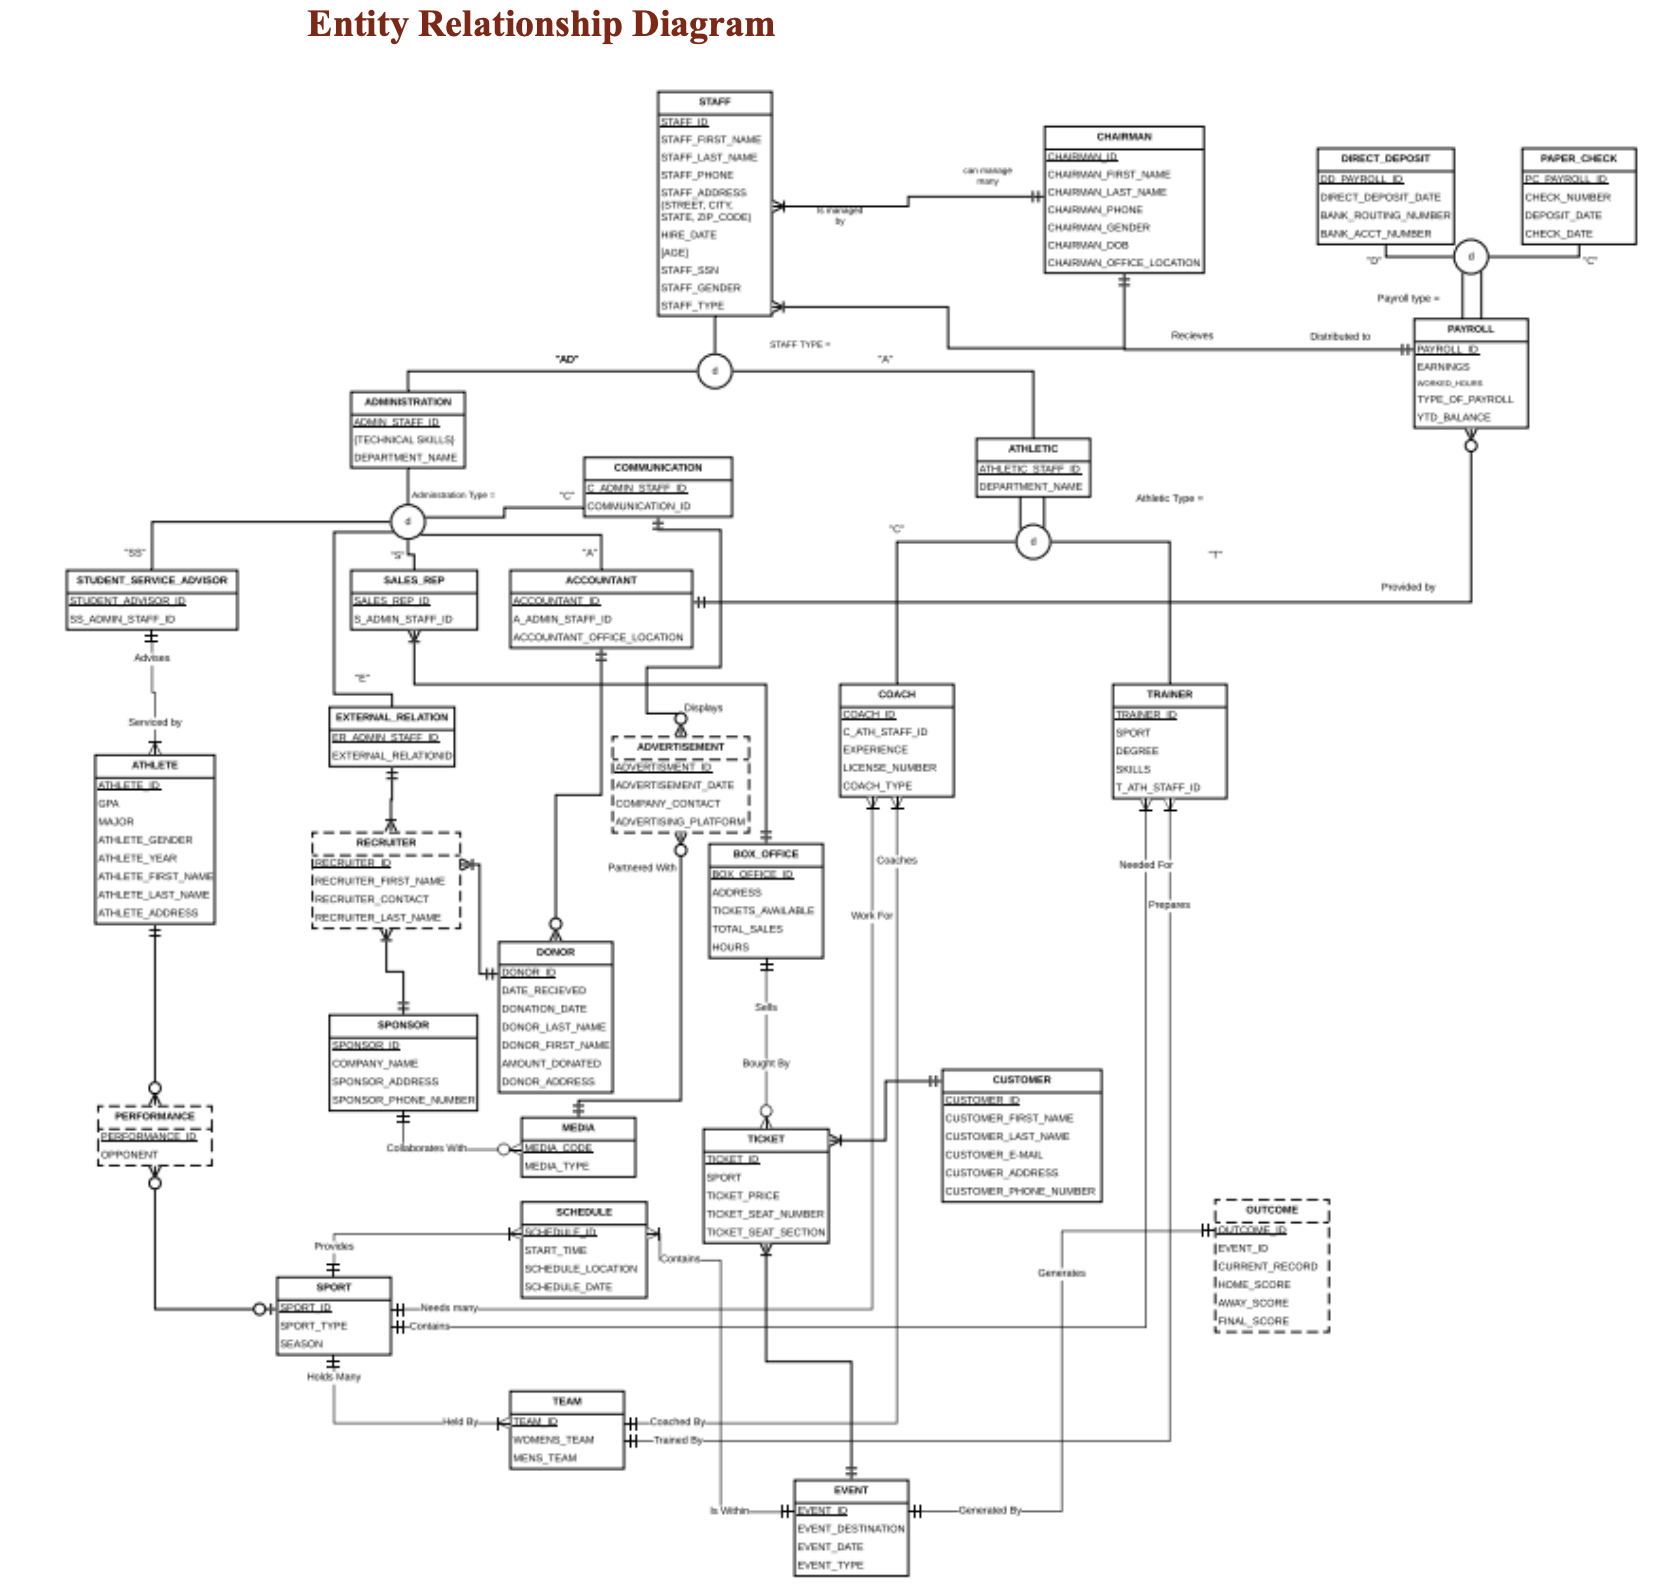 Entity Relationship Diagram
STAFF
STAFF_ID
STAFF_FIRST_NAME
STAFF_LAST_NAME
STAFF_PHONE
STAFF_ADDRESS
[STREET, CITY,
STATE, ZIP_CODE]
HIRE_DATE
[AGE]
STAFF_SSN
STAFF_GENDER
STAFF_TYPE
can manage
many
Is managed
by
CHAIRMAN
CHAIRMAN_ID
CHAIRMAN_FIRST_NAME
CHAIRMAN_LAST_NAME
CHAIRMAN_PHONE
CHAIRMAN_GENDER
CHAIRMAN_DOB
CHAIRMAN_OFFICE_LOCATION
DIRECT_DEPOSIT
DD_PAYROLL_ID
DIRECT_DEPOSIT_DATE
BANK_ROUTING_NUMBER
BANK_ACCT_NUMBER
PAPER_CHECK
PC_PAYROLL_ID
CHECK_NUMBER
DEPOSIT_DATE
CHECK_DATE
"D"
d
"C"
Payroll type =
Recieves
Distributed to
PAYROLL
PAYROLL_ID
EARNINGS
WORKED_HOURS
TYPE_OF_PAYROLL
YTD_BALANCE
STAFF TYPE =
"AD"
d
"A"
ADMINISTRATION
ADMIN_STAFF_ID
{TECHNICAL SKILLS}
DEPARTMENT_NAME
Adminstration Type =
"C"
COMMUNICATION
C_ADMIN_STAFF_ID
COMMUNICATION_ID
ATHLETIC
ATHLETIC_STAFF_ID
DEPARTMENT_NAME
Athletic Type =
"C"
d
"T"
d
"SS"
"S"
"A"
"E"
STUDENT_SERVICE_ADVISOR
STUDENT_ADVISOR_ID
SS_ADMIN_STAFF_ID
SALES_REP
SALES_REP_ID
S_ADMIN_STAFF_ID
ACCOUNTANT
ACCOUNTANT_ID
A_ADMIN_STAFF_ID
ACCOUNTANT_OFFICE_LOCATION
Provided by
Advises
Serviced by
EXTERNAL_RELATION
ER_ADMIN_STAFF_ID
EXTERNAL_RELATIONID
Displays
ADVERTISEMENT
ADVERTISMENT_ID
ADVERTISEMENT_DATE
COMPANY_CONTACT
ADVERTISING_PLATFORM
Partnered With
COACH
COACH_ID
C_ATH_STAFF_ID
EXPERIENCE
LICENSE_NUMBER
COACH_TYPE
TRAINER
TRAINER_ID
SPORT
DEGREE
SKILLS
T_ATH_STAFF_ID
ATHLETE
ATHLETE_ID
GPA
MAJOR
ATHLETE_GENDER
ATHLETE_YEAR
ATHLETE_FIRST_NAME
ATHLETE_LAST_NAME
ATHLETE_ADDRESS
RECRUITER
RECRUITER_ID
RECRUITER_FIRST_NAME
RECRUITER_CONTACT
RECRUITER_LAST_NAME
BOX_OFFICE
BOX_OFFICE_ID
ADDRESS
TICKETS_AVAILABLE
TOTAL_SALES
HOURS
Coaches
Work For
Needed For
Prepares
DONOR
DONOR_ID
DATE_RECIEVED
DONATION_DATE
DONOR_LAST_NAME
DONOR_FIRST_NAME
AMOUNT_DONATED
DONOR_ADDRESS
Sells
Bought By
SPONSOR
SPONSOR_ID
COMPANY_NAME
SPONSOR_ADDRESS
SPONSOR_PHONE_NUMBER
Collaborates With
MEDIA
MEDIA_CODE
MEDIA_TYPE
CUSTOMER
CUSTOMER_ID
CUSTOMER_FIRST_NAME
CUSTOMER_LAST_NAME
CUSTOMER_E-MAIL
CUSTOMER_ADDRESS
CUSTOMER_PHONE_NUMBER
PERFORMANCE
PERFORMANCE_ID
OPPONENT
TICKET
TICKET_ID
SPORT
TICKET_PRICE
TICKET_SEAT_NUMBER
TICKET_SEAT_SECTION
SCHEDULE
SCHEDULE_ID
START_TIME
SCHEDULE_LOCATION
SCHEDULE_DATE
Provides
Contains
Generates
OUTCOME
OUTCOME_ID
EVENT_ID
CURRENT_RECORD
HOME_SCORE
AWAY_SCORE
FINAL_SCORE
SPORT
SPORT_ID
SPORT_TYPE
SEASON
Needs many
Contains
Holds Many
Held By
TEAM
TEAM_ID
WOMENS_TEAM
MENS_TEAM
Coached By
Trained By
Is Within
EVENT
EVENT_ID
EVENT_DESTINATION
EVENT_DATE
EVENT_TYPE
Generated By